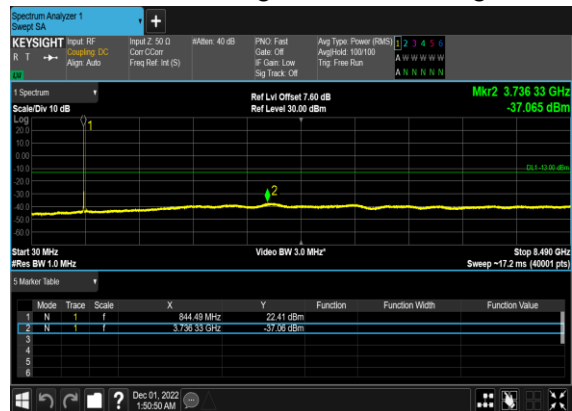 Spectrum Analyzer 1
Swept SA
+
KEYSIGHT Input: RF Input Z: 50 Ω #Atten: 40 dB PNO: Fast Avg Type: Power (RMS) 1 2 3 4 5 6
R T Coupling: DC Corr CCorr Gate: Off Avg|Hold: 100/100 A W W W W W
Align: Auto Freq Ref: Int (S) IF Gain: Low Trig: Free Run
LXI Sig Track: Off A N N N N N
1 Spectrum Ref Lvl Offset 7.60 dB Mkr2 3.736 33 GHz
Scale/Div 10 dB Ref Level 30.00 dBm -37.065 dBm
Log
20.0
10.0
0.00
-10.0
-20.0
-30.0
-40.0
-50.0
-60.0
1
DL1 -13.00 dBm
2
Start 30 MHz Video BW 3.0 MHz* Stop 8.490 GHz
#Res BW 1.0 MHz Sweep ~17.2 ms (40001 pts)
5 Marker Table
Mode Trace Scale X Y Function Function Width Function Value
1 N 1 f 844.49 MHz 22.41 dBm
2 N 1 f 3.736 33 GHz -37.06 dBm
3
4
5
6
? Dec 01, 2022
1:50:50 AM